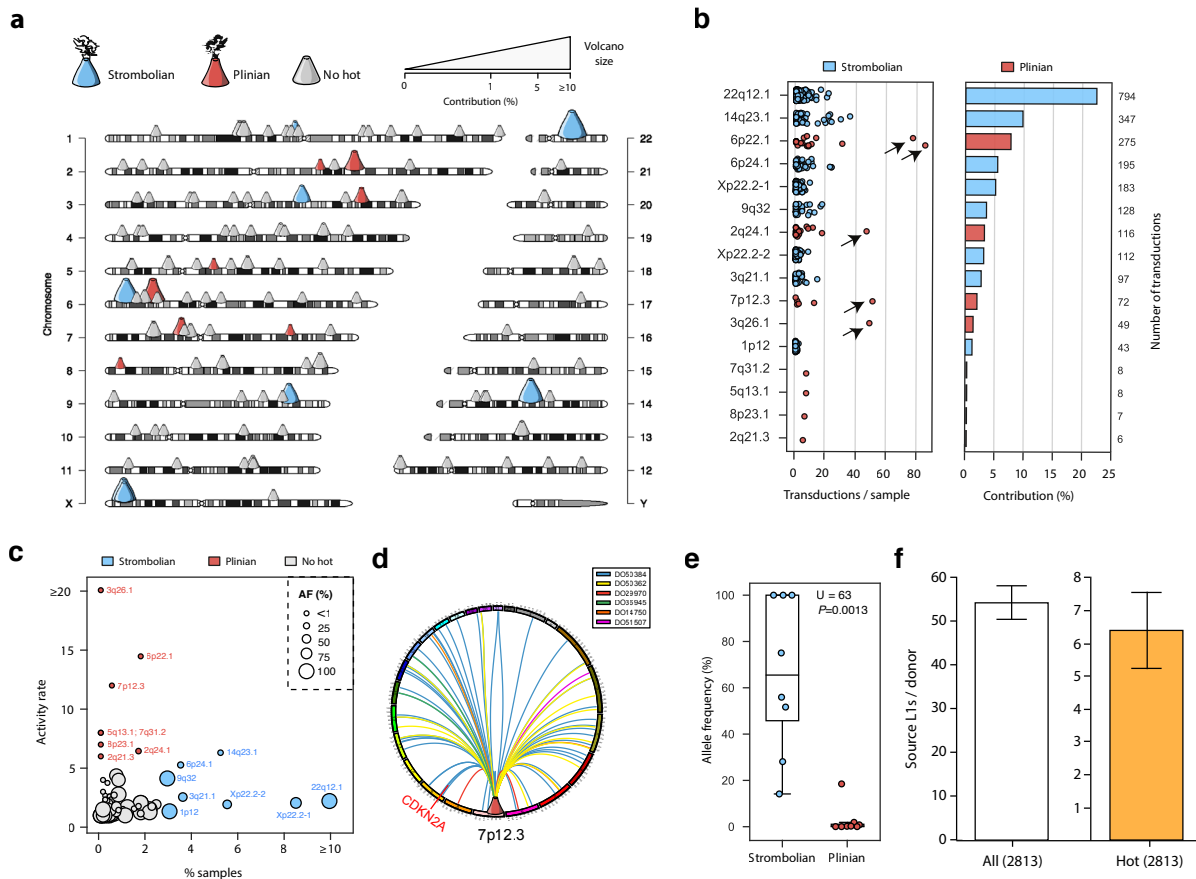 a
Strombolian
Plinian
No hot
Volcano size
0
1
5
≥10
Contribution (%)
Chromosome
1
2
3
4
5
6
7
8
9
10
11
X
22
21
20
19
18
17
16
15
14
13
12
Y
b
Strombolian
Plinian
22q12.1
14q23.1
6p22.1
6p24.1
Xp22.2-1
9q32
2q24.1
Xp22.2-2
3q21.1
7p12.3
3q26.1
1p12
7q31.2
5q13.1
8p23.1
2q21.3
0 20 40 60 80
Transductions / sample
794
347
275
195
183
128
116
112
97
72
49
43
8
8
7
6
Number of transductions
0 5 10 15 20 25
Contribution (%)
c
Strombolian
Plinian
No hot
≥20
15
10
5
0
Activity rate
AF (%)
<1
25
50
75
100
3q26.1
6p22.1
7p12.3
5q13.1; 7q31.2
8p23.1
2q21.3
2q24.1
14q23.1
6p24.1
9q32
3q21.1
1p12
Xp22.2-2
Xp22.2-1
22q12.1
0 2 4 6 8 ≥10
% samples
d
DO50384
DO50362
DO29970
DO14750
DO51507
CDKN2A
7p12.3
e
U = 63
P=0.0013
100
80
60
40
20
0
Allele frequency (%)
Strombolian
Plinian
f
60
50
40
30
20
10
0
Source L1s / donor
8
7
6
5
4
3
2
1
All (2813)
Hot (2813)